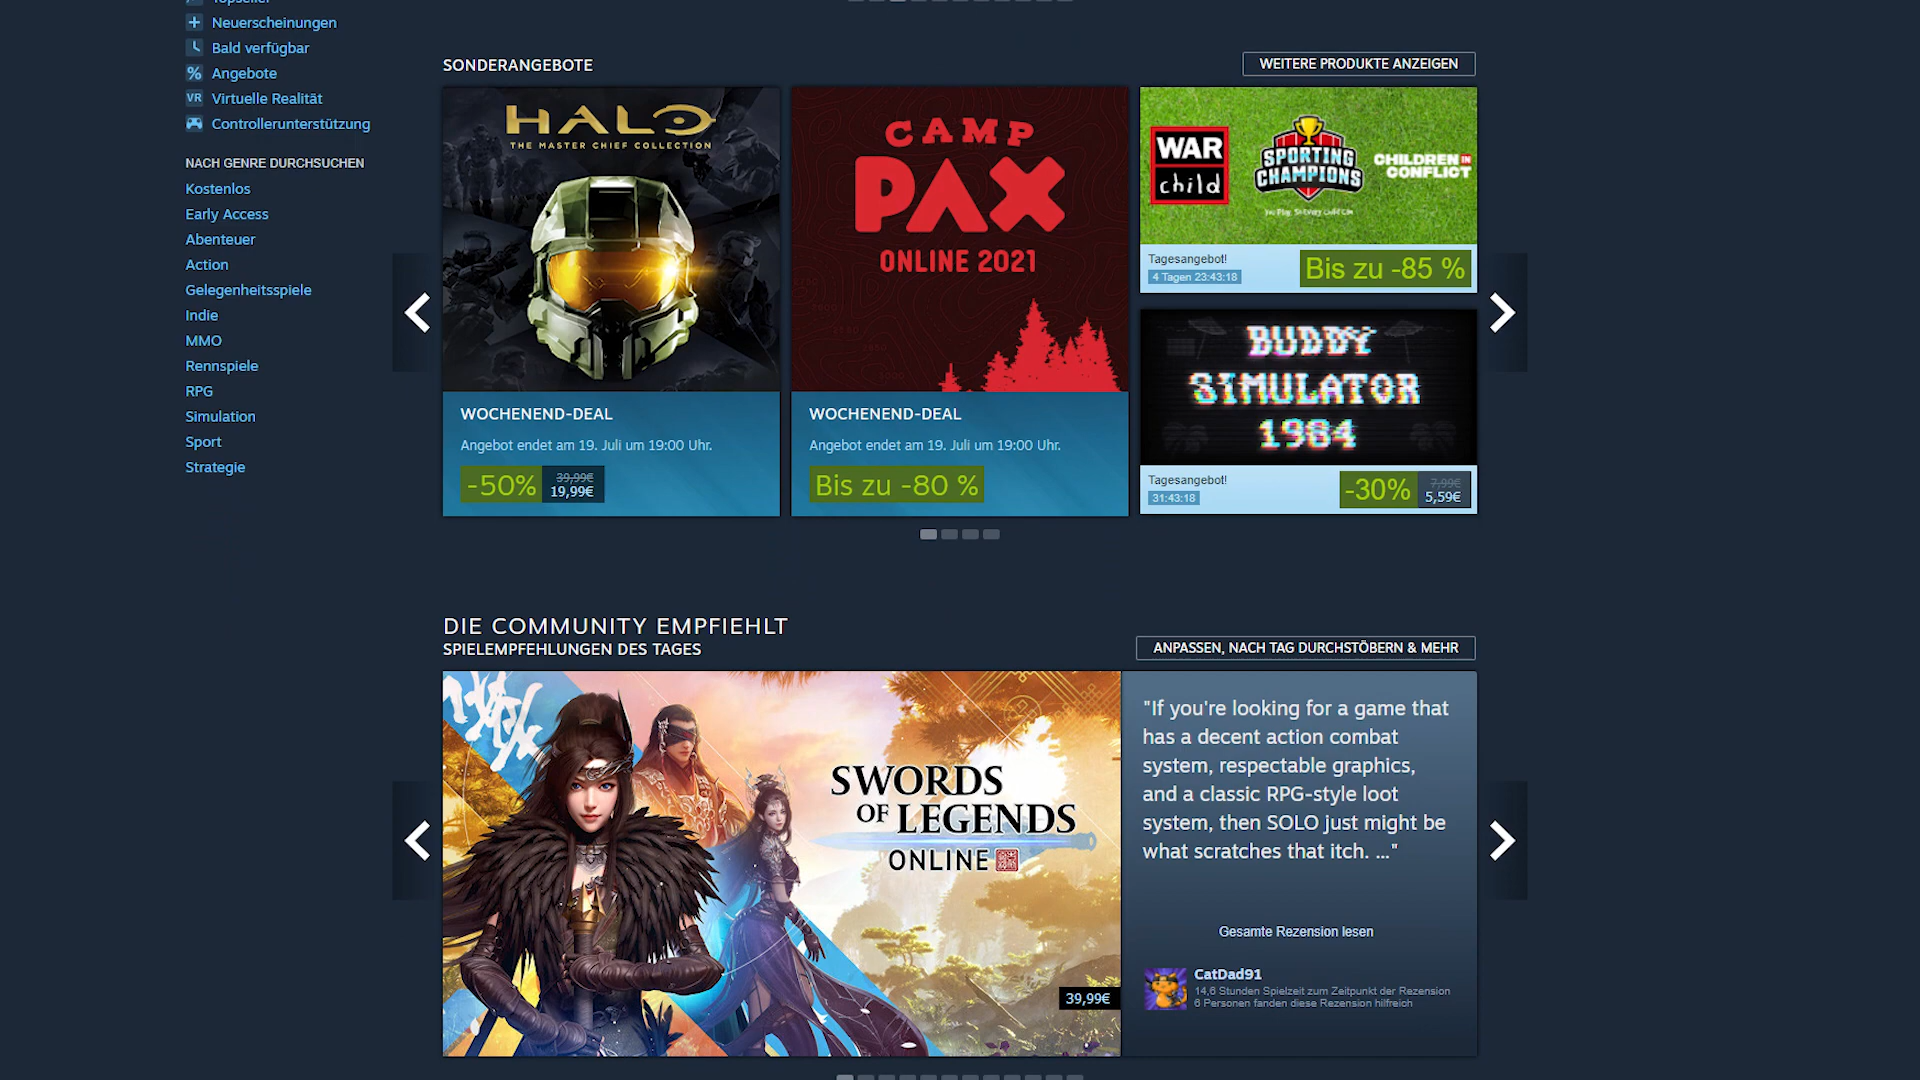 Neuerscheinungen
Bald verfügbar
Angebote
VR Virtuelle Realität
Controllerunterstützung
NACH GENRE DURCHSUCHEN
Kostenlos
Early Access
Abenteuer
Action
Gelegenheitsspiele
Indie
MMO
Rennspiele
RPG
Simulation
Sport
Strategie
SONDERANGEBOTE
WEITERE PRODUKTE ANZEIGEN
HALO
THE MASTER CHIEF COLLECTION
WOCHENEND-DEAL
Angebot endet am 19. Juli um 19:00 Uhr.
-50% 39,99€
19,99€
CAMP
PAX
ONLINE 2021
WOCHENEND-DEAL
Angebot endet am 19. Juli um 19:00 Uhr.
Bis zu -80 %
WAR
child
SPORTING
CHAMPIONS
CHILDREN IN
CONFLICT
Tagesangebot!
4 Tagen 23:43:18
Bis zu -85 %
BUDDY
SIMULATOR
1984
Tagesangebot!
31:43:18
-30% 7,99€
5,59€
DIE COMMUNITY EMPFIEHLT
SPIELEMPFEHLUNGEN DES TAGES
ANPASSEN, NACH TAG DURCHSTÖBERN & MEHR
SWORDS
OF LEGENDS
ONLINE
39,99€
"If you're looking for a game that
has a decent action combat
system, respectable graphics,
and a classic RPG-style loot
system, then SOLO just might be
what scratches that itch. ..."
Gesamte Rezension lesen
CatDad91
14,6 Stunden Spielzeit zum Zeitpunkt der Rezension
6 Personen fanden diese Rezension hilfreich